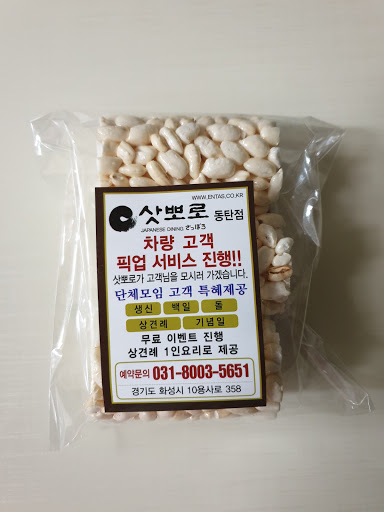 WWW.ENTAS.CO.KR
삿뽀로 동탄점
JAPANESE DINING さっぽろ
차량 고객
픽업 서비스 진행!!
삿뽀로가 고객님을 모시러 가겠습니다.
단체모임 고객 특혜제공
생신 백일 돌
상견례 기념일
무료 이벤트 진행
상견례 1인요리로 제공
예약문의 031-8003-5651
경기도 화성시 10용사로 358